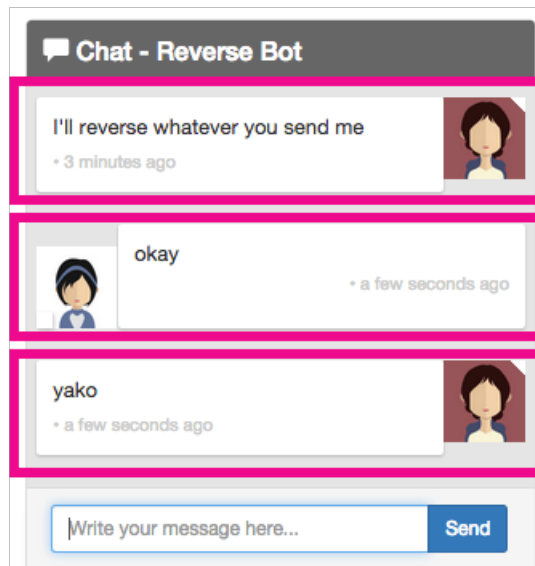 Chat - Reverse Bot
I'll reverse whatever you send me
• 3 minutes ago
okay
• a few seconds ago
yako
• a few seconds ago
Write your message here...
Send